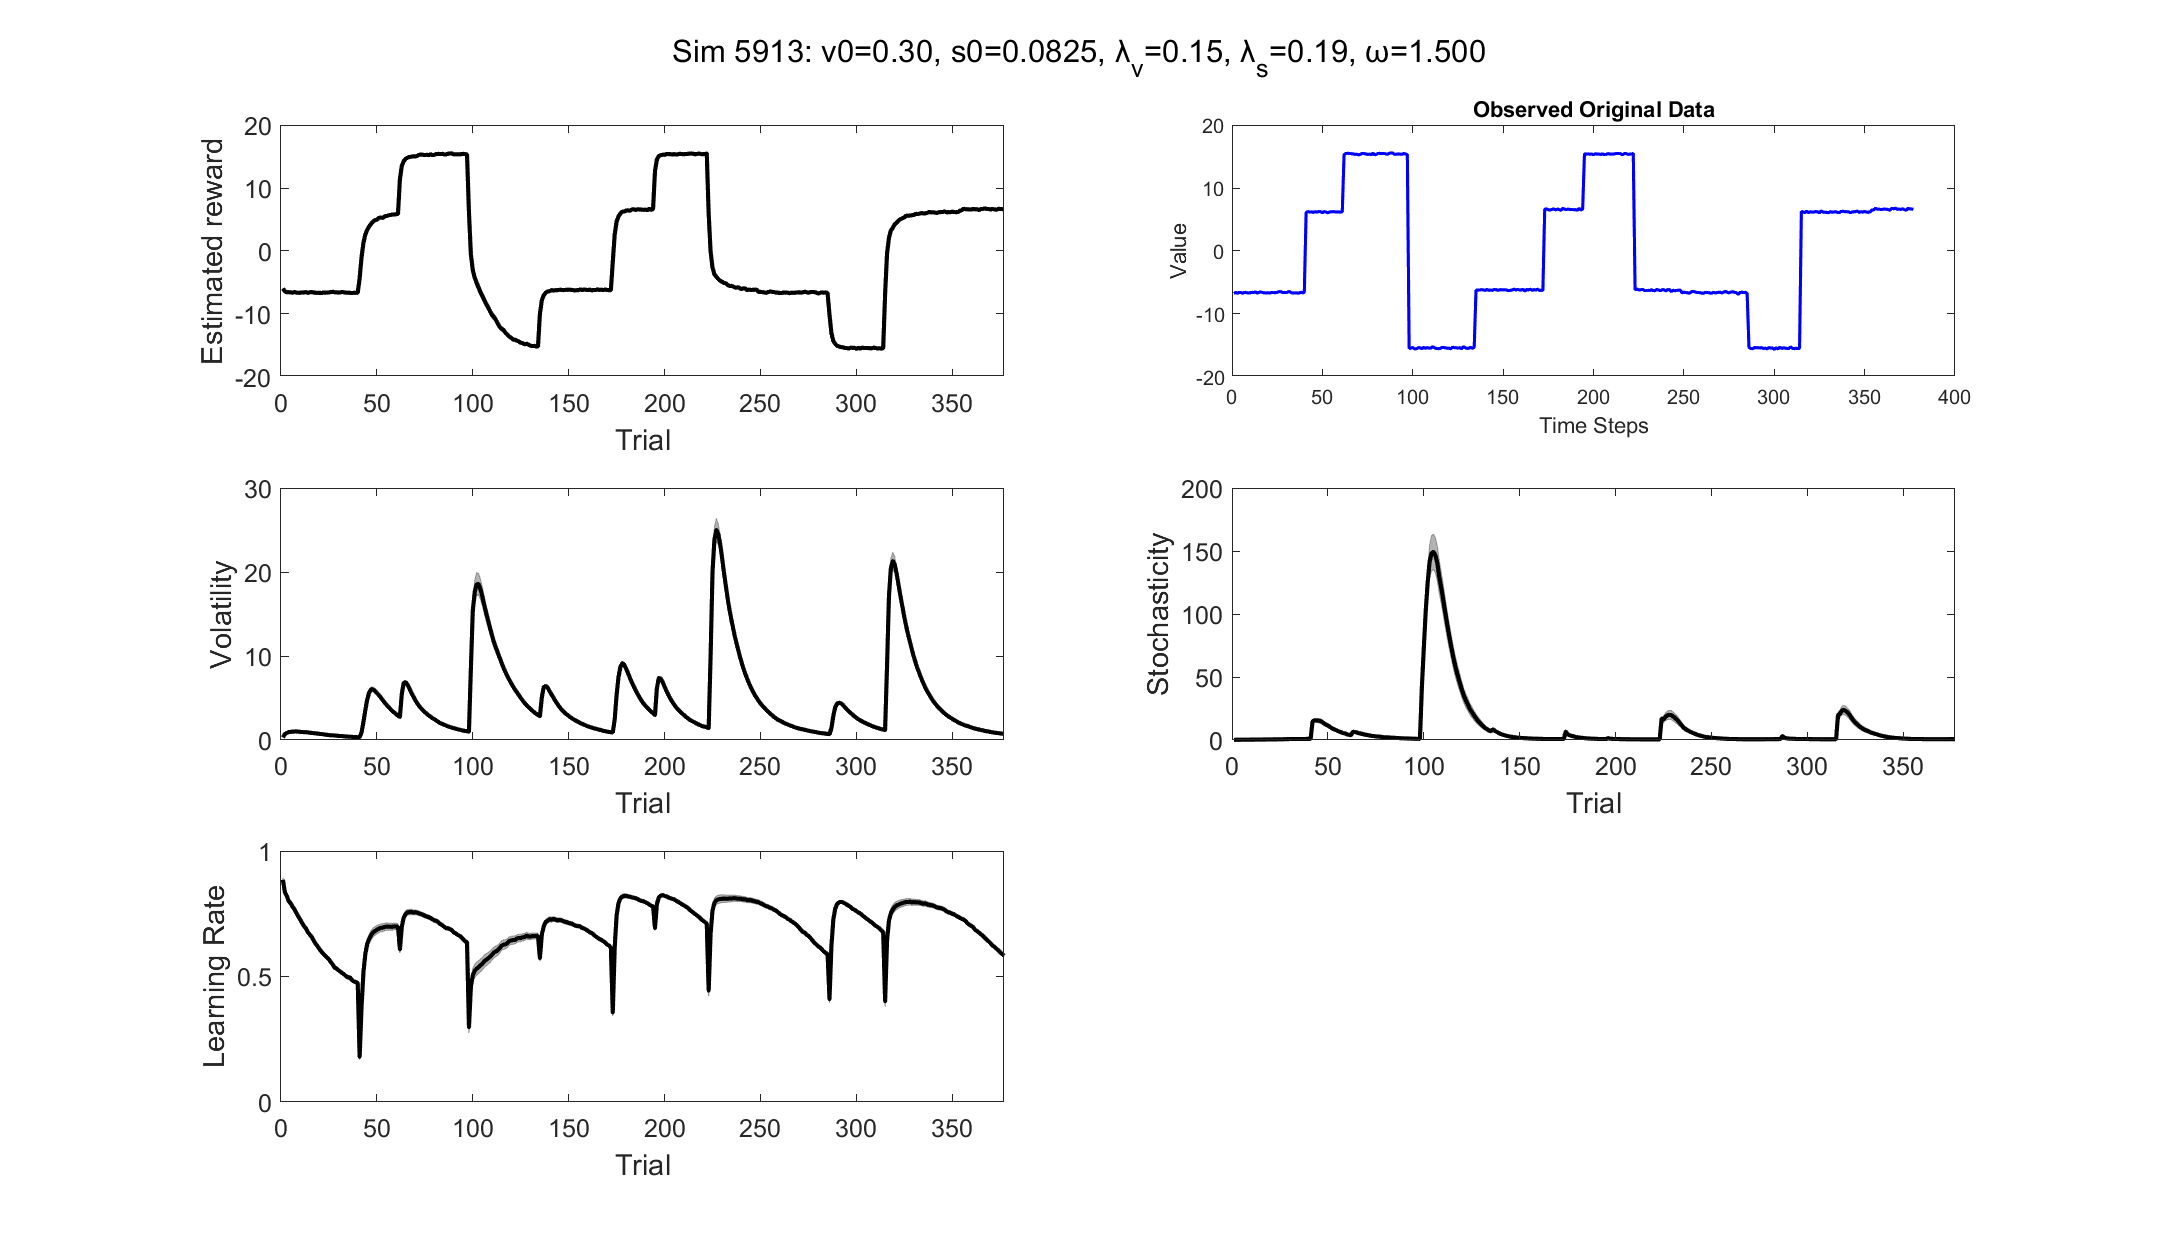 Sim 5913: v0=0.30, s0=0.0825, λv=0.15, λs=0.19, ω=1.500
Estimated reward
20
10
0
-10
-20
0 50 100 150 200 250 300 350
Trial
Observed Original Data
Value
20
10
0
-10
-20
0 50 100 150 200 250 300 350 400
Time Steps
Volatility
30
20
10
0
0 50 100 150 200 250 300 350
Trial
Stochasticity
200
150
100
50
0
0 50 100 150 200 250 300 350
Trial
Learning Rate
1
0.5
0
0 50 100 150 200 250 300 350
Trial